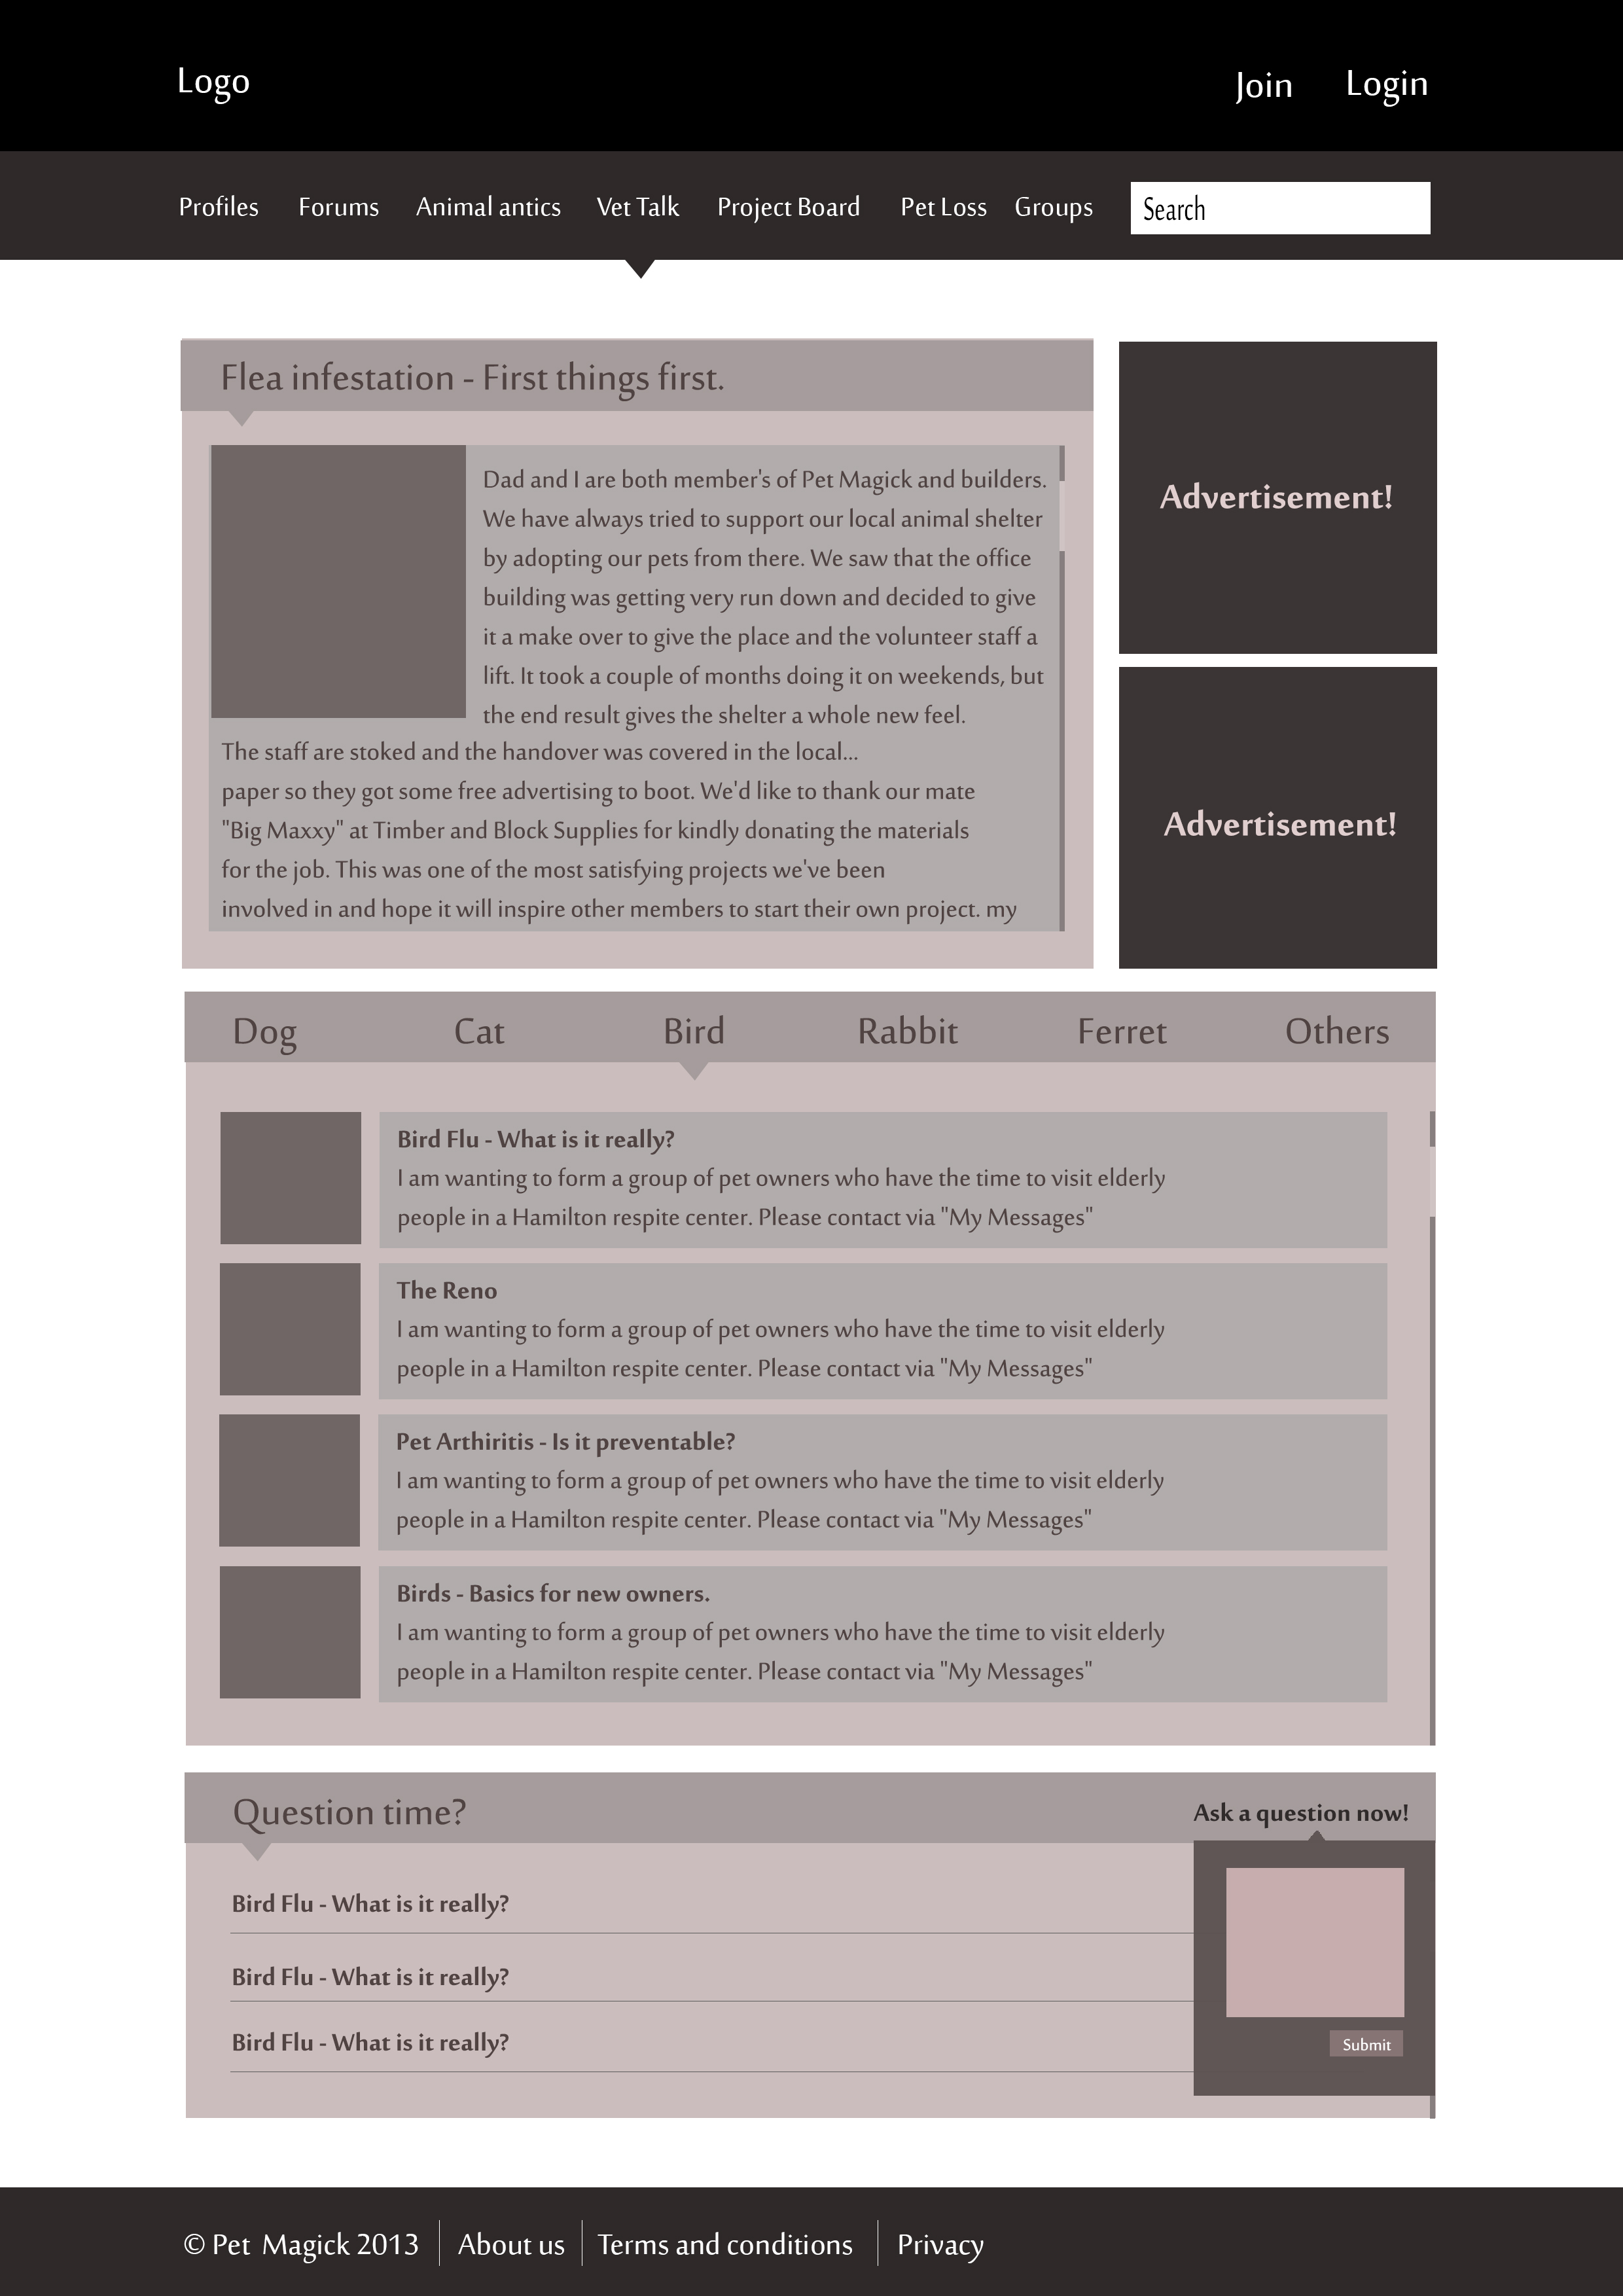 Logo
Join Login
Profiles Forums Animal antics Vet Talk Project Board Pet Loss Groups Search
Flea infestation - First things first.
Dad and I are both member's of Pet Magick and builders.
We have always tried to support our local animal shelter
by adopting our pets from there. We saw that the office
building was getting very run down and decided to give
it a make over to give the place and the volunteer staff a
lift. It took a couple of months doing it on weekends, but
the end result gives the shelter a whole new feel.
The staff are stoked and the handover was covered in the local...
paper so they got some free advertising to boot. We'd like to thank our mate
"Big Maxxy" at Timber and Block Supplies for kindly donating the materials
for the job. This was one of the most satisfying projects we've been
involved in and hope it will inspire other members to start their own project. my
Advertisement!
Advertisement!
Dog Cat Bird Rabbit Ferret Others
Bird Flu - What is it really?
I am wanting to form a group of pet owners who have the time to visit elderly
people in a Hamilton respite center. Please contact via "My Messages"
The Reno
I am wanting to form a group of pet owners who have the time to visit elderly
people in a Hamilton respite center. Please contact via "My Messages"
Pet Arthiritis - Is it preventable?
I am wanting to form a group of pet owners who have the time to visit elderly
people in a Hamilton respite center. Please contact via "My Messages"
Birds - Basics for new owners.
I am wanting to form a group of pet owners who have the time to visit elderly
people in a Hamilton respite center. Please contact via "My Messages"
Question time?
Ask a question now!
Bird Flu - What is it really?
Bird Flu - What is it really?
Bird Flu - What is it really?
Submit
© Pet Magick 2013 About us Terms and conditions Privacy